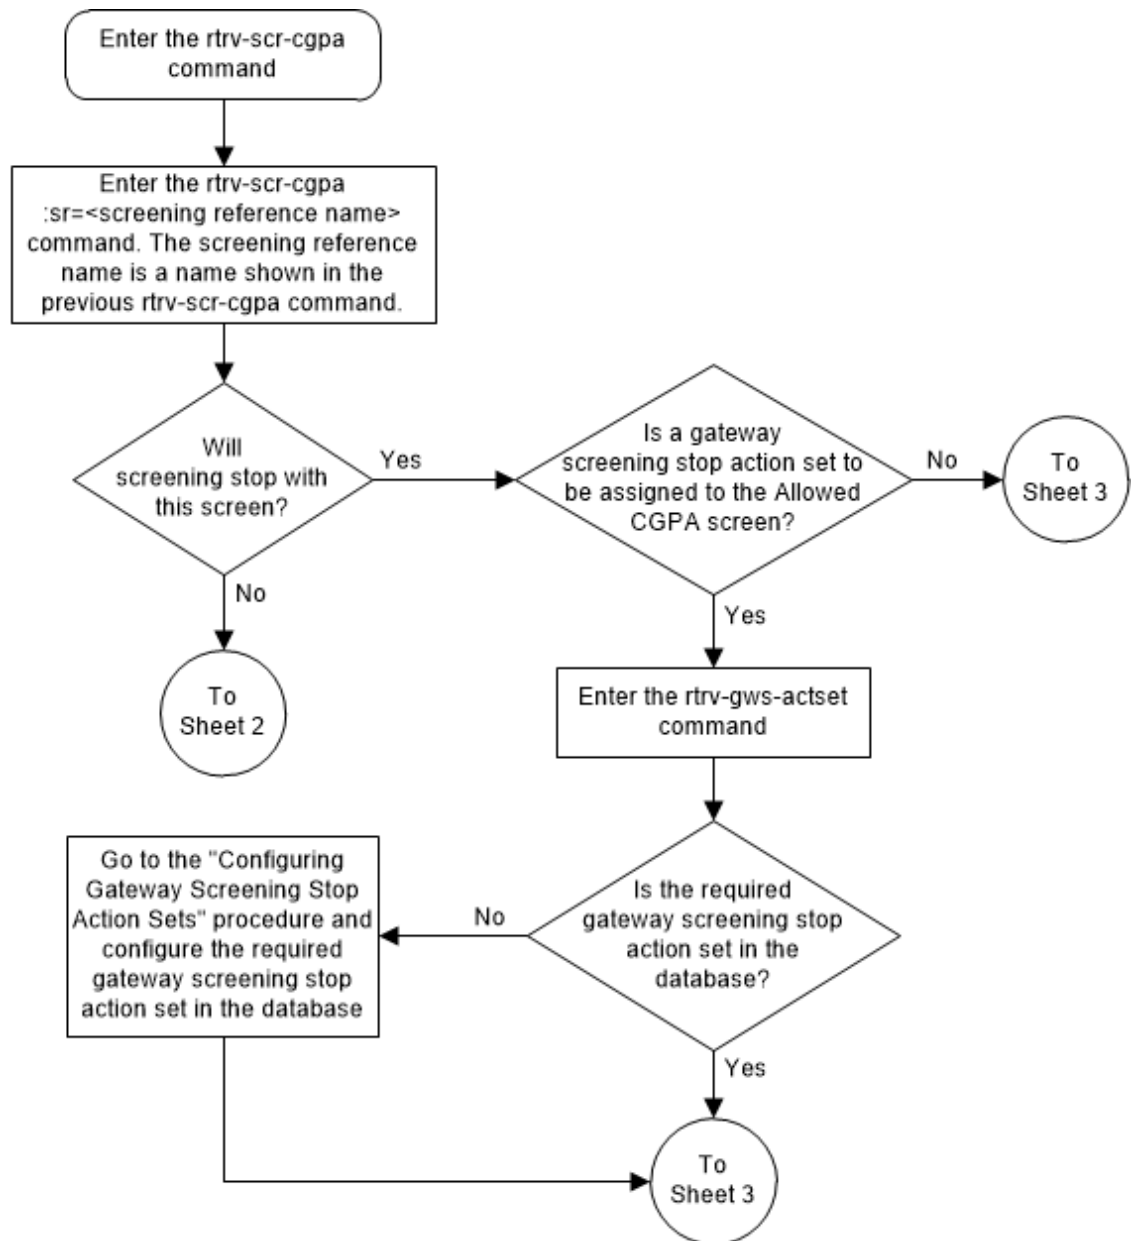 Enter the rtrv-scr-cgpa
command
Enter the rtrv-scr-cgpa
:sr=<screening reference name>
command. The screening reference
name is a name shown in the
previous rtrv-scr-cgpa command.
Will
screening stop with
this screen?
Yes
No
To
Sheet 2
Is a gateway
screening stop action set to
be assigned to the Allowed
CGPA screen?
No
To
Sheet 3
Yes
Enter the rtrv-gws-actset
command
Is the required
gateway screening stop
action set in the
database?
No
Go to the "Configuring
Gateway Screening Stop
Action Sets" procedure and
configure the required
gateway screening stop
action set in the database
Yes
To
Sheet 3